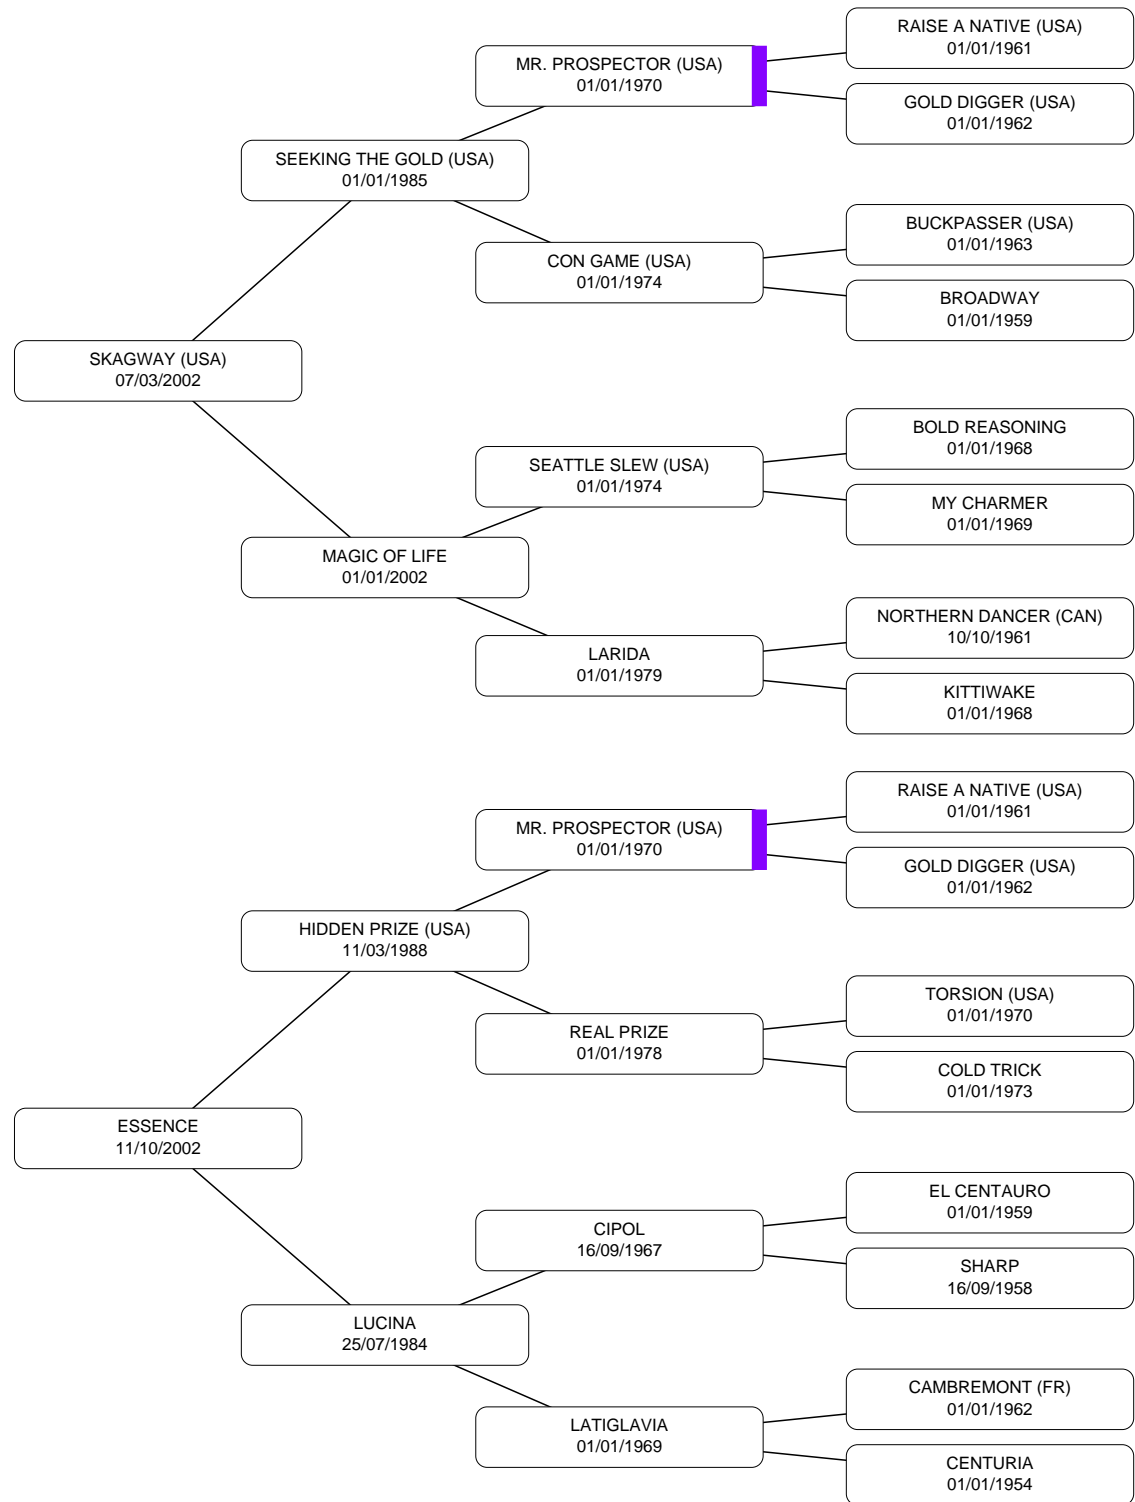 RAISE A NATIVE (USA)
01/01/1961
MR. PROSPECTOR (USA)
01/01/1970
GOLD DIGGER (USA)
01/01/1962
SEEKING THE GOLD (USA)
01/01/1985
BUCKPASSER (USA)
01/01/1963
CON GAME (USA)
01/01/1974
BROADWAY
01/01/1959
SKAGWAY (USA)
07/03/2002
BOLD REASONING
01/01/1968
SEATTLE SLEW (USA)
01/01/1974
MY CHARMER
01/01/1969
MAGIC OF LIFE
01/01/2002
NORTHERN DANCER (CAN)
10/10/1961
LARIDA
01/01/1979
KITTIWAKE
01/01/1968
RAISE A NATIVE (USA)
01/01/1961
MR. PROSPECTOR (USA)
01/01/1970
GOLD DIGGER (USA)
01/01/1962
HIDDEN PRIZE (USA)
11/03/1988
TORSION (USA)
01/01/1970
REAL PRIZE
01/01/1978
COLD TRICK
01/01/1973
ESSENCE
11/10/2002
EL CENTAURO
01/01/1959
CIPOL
16/09/1967
SHARP
16/09/1958
LUCINA
25/07/1984
CAMBREMONT (FR)
01/01/1962
LATIGLAVIA
01/01/1969
CENTURIA
01/01/1954